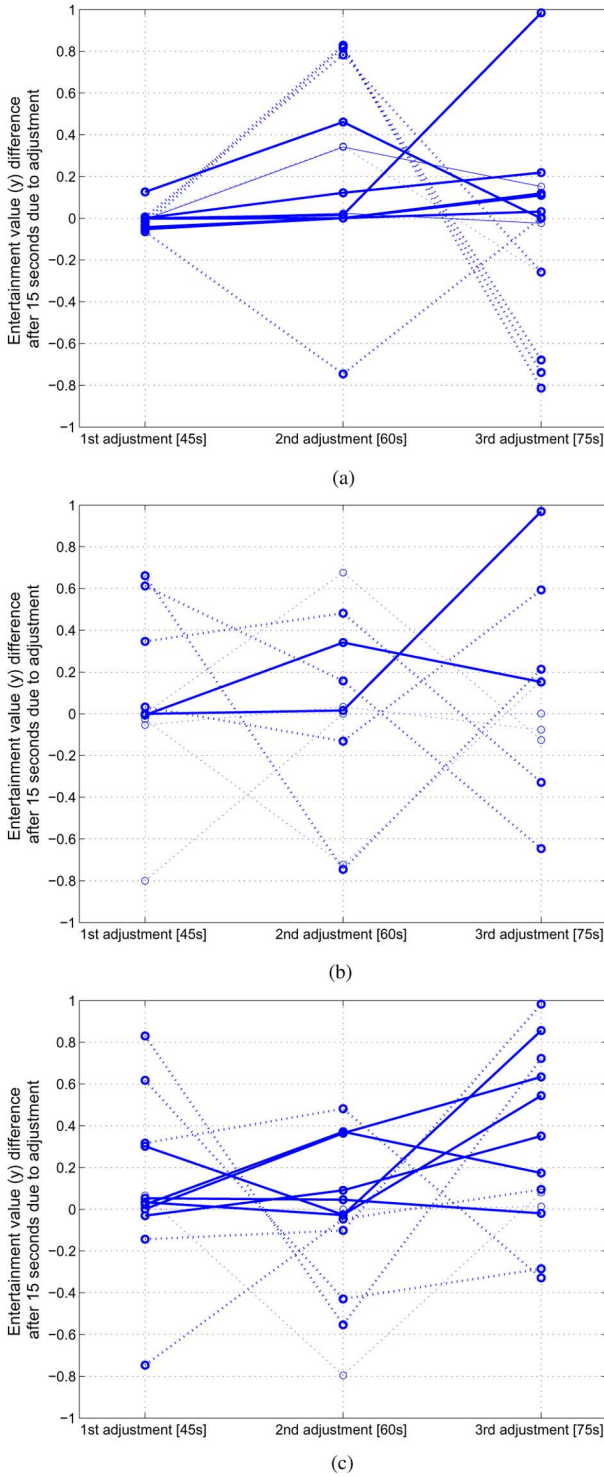 Entertainment value (y) difference
after 15 seconds due to adjustment
1
0.8
0.6
0.4
0.2
0
−0.2
−0.4
−0.6
−0.8
−1
1st adjustment [45s] 2nd adjustment [60s] 3rd adjustment [75s]
(a)
Entertainment value (y) difference
after 15 seconds due to adjustment
1
0.8
0.6
0.4
0.2
0
−0.2
−0.4
−0.6
−0.8
−1
1st adjustment [45s] 2nd adjustment [60s] 3rd adjustment [75s]
(b)
Entertainment value (y) difference
after 15 seconds due to adjustment
1
0.8
0.6
0.4
0.2
0
−0.2
−0.4
−0.6
−0.8
−1
1st adjustment [45s] 2nd adjustment [60s] 3rd adjustment [75s]
(c)